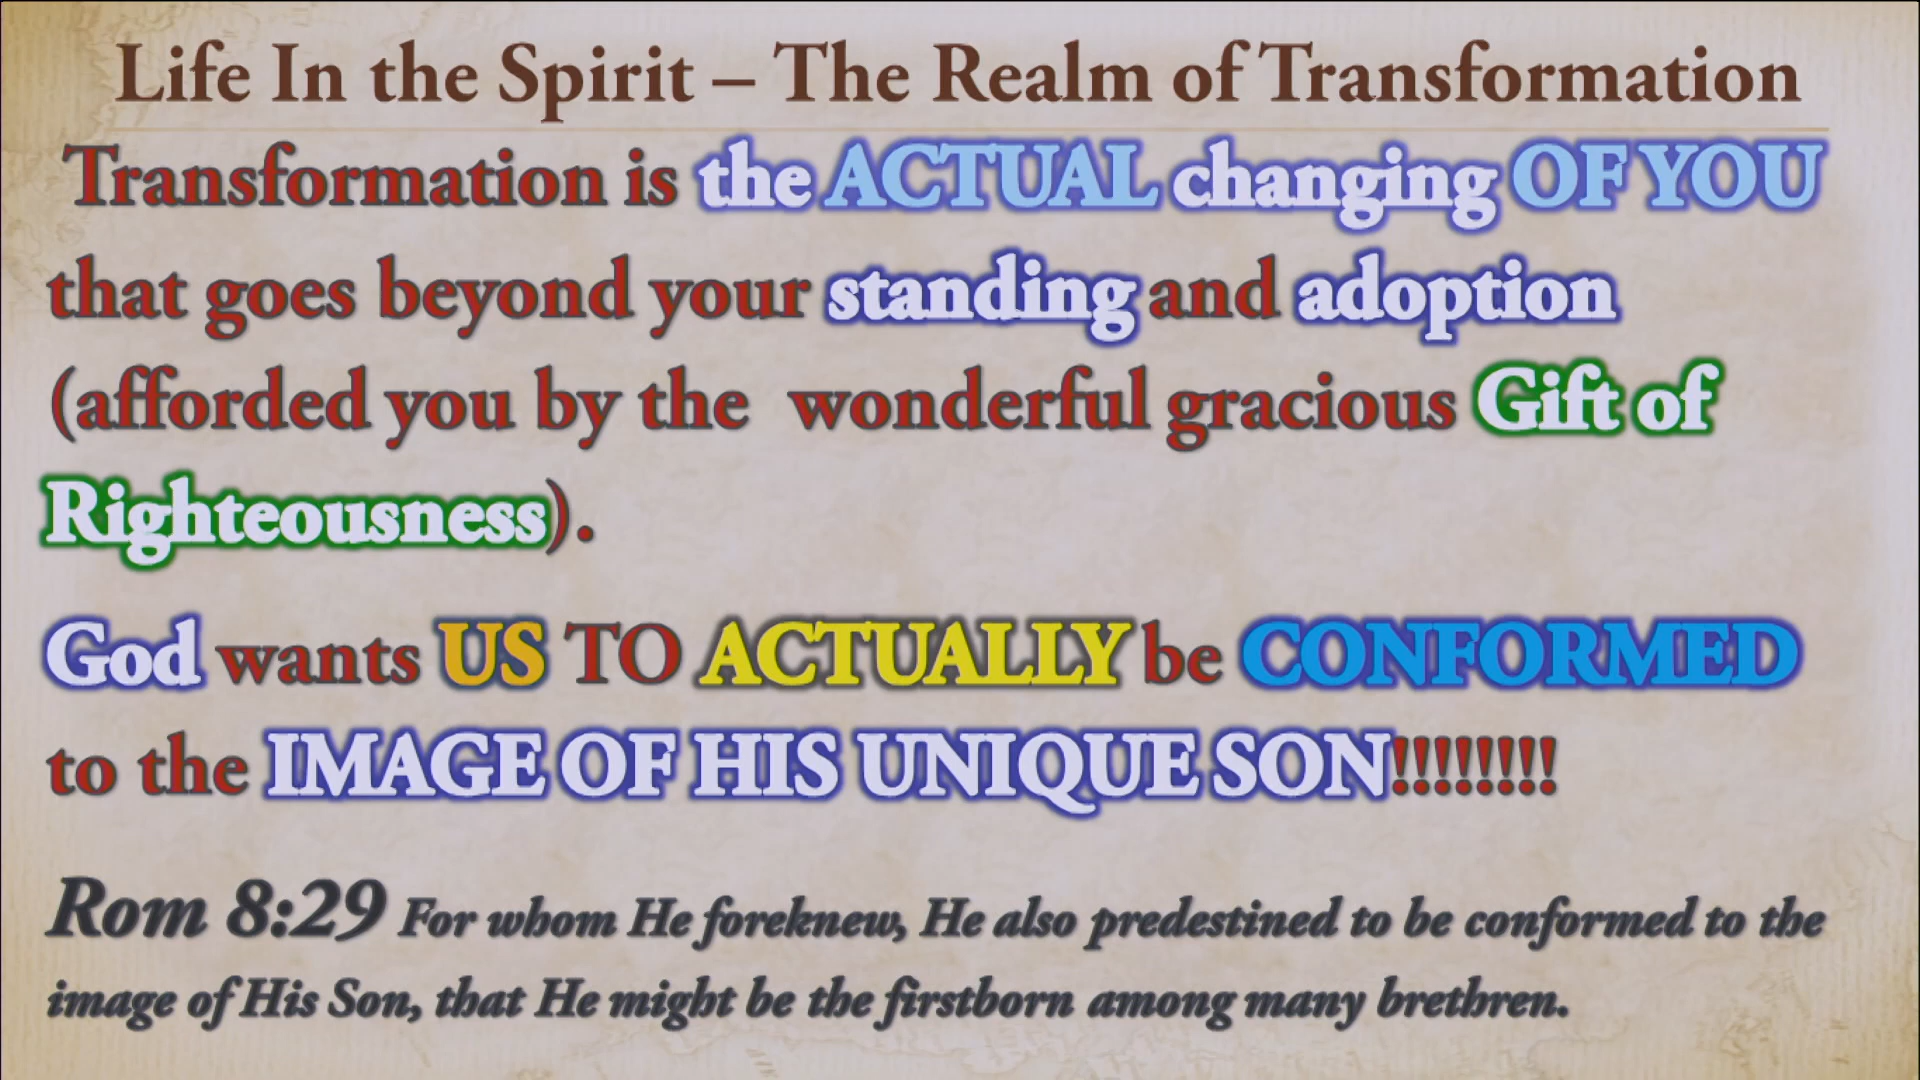 Life In the Spirit – The Realm of Transformation
Transformation is the ACTUAL changing OF YOU
that goes beyond your standing and adoption
(afforded you by the  wonderful gracious Gift of
Righteousness).
God wants US TO ACTUALLY be CONFORMED
to the IMAGE OF HIS UNIQUE SON!!!!!!!!
Rom 8:29 For whom He foreknew, He also predestined to be conformed to the
image of His Son, that He might be the firstborn among many brethren.